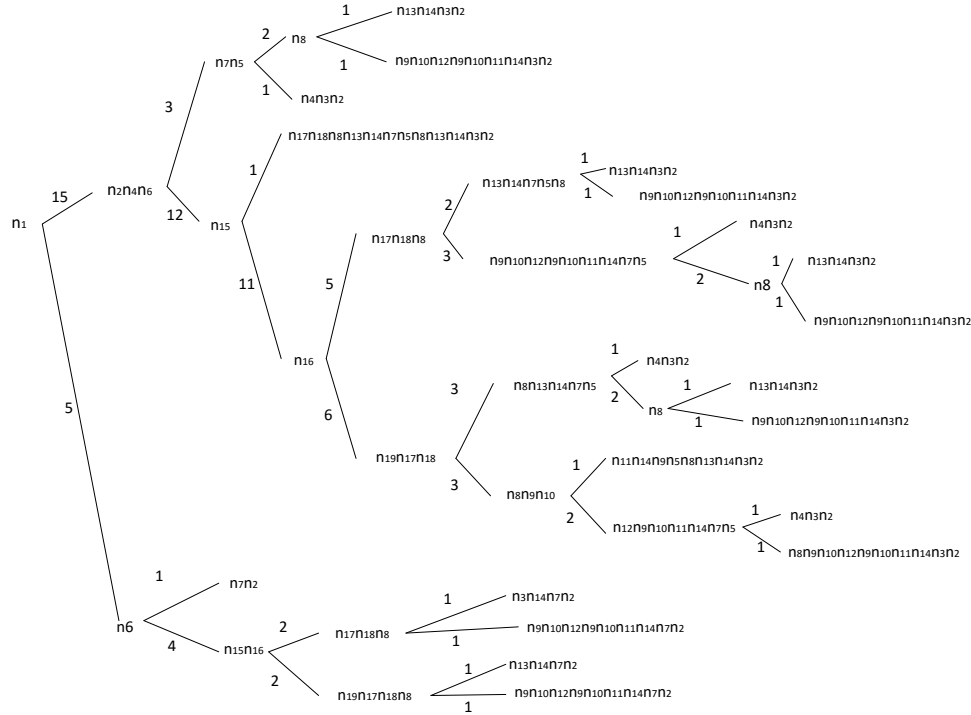 1
n13n14n3n2
2
n8
n7n5
1
n9n10n12n9n10n11n14n3n2
1
n4n3n2
3
n17n18n8n13n14n7n5n8n13n14n3n2
1
1
n13n14n3n2
n13n14n7n5n8
15
n2n4n6
1
n9n10n12n9n10n11n14n3n2
2
n1
12
n15
1
n4n3n2
n17n18n8
3
n9n10n12n9n10n11n14n7n5
1
n13n14n3n2
11
5
2
n8
1
n9n10n12n9n10n11n14n3n2
n16
1
n4n3n2
3
n8n13n14n7n5
1
n13n14n3n2
2
5
6
n8
1
n9n10n12n9n10n11n14n3n2
n19n17n18
1
n11n14n9n5n8n13n14n3n2
3
n8n9n10
2
1
n4n3n2
n12n9n10n11n14n7n5
1
n8n9n10n12n9n10n11n14n3n2
1
n7n2
1
n3n14n7n2
n6
2
n17n18n8
n9n10n12n9n10n11n14n7n2
4
n15n16
1
1
n13n14n7n2
2
n19n17n18n8
n9n10n12n9n10n11n14n7n2
1